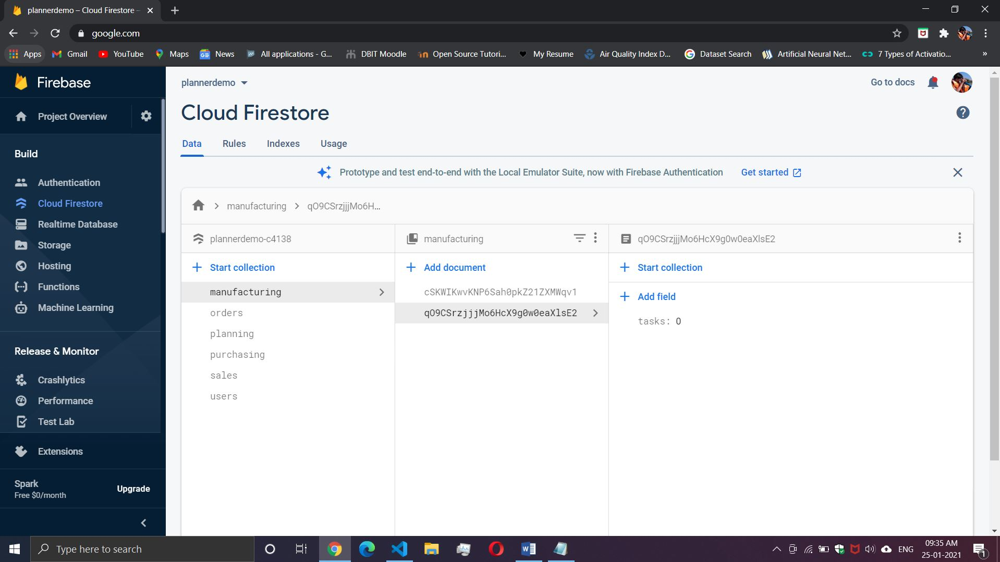 plannerdemo – Cloud Firestore –
google.com
Apps Gmail YouTube Maps News All applications - G... DBIT Moodle Open Source Tutori... My Resume Air Quality Index D... Dataset Search Artificial Neural Net... 7 Types of Activatio... »
Firebase
Project Overview
Build
Authentication
Cloud Firestore
Realtime Database
Storage
Hosting
Functions
Machine Learning
Release & Monitor
Crashlytics
Performance
Test Lab
Extensions
Spark
Free $0/month
Upgrade
plannerdemo
Go to docs
Cloud Firestore
Data Rules Indexes Usage
Prototype and test end-to-end with the Local Emulator Suite, now with Firebase Authentication Get started
manufacturing > qO9CSrzjjjMo6H...
plannerdemo-c4138
Start collection
manufacturing
orders
planning
purchasing
sales
users
manufacturing
Add document
cSKWIKwvKNP6Sah0pkZ21ZXMWqv1
qO9CSrzjjjMo6HcX9g0w0eaXlsE2
qO9CSrzjjjMo6HcX9g0w0eaXlsE2
Start collection
Add field
tasks: 0
Type here to search
ENG
09:35 AM
25-01-2021
1